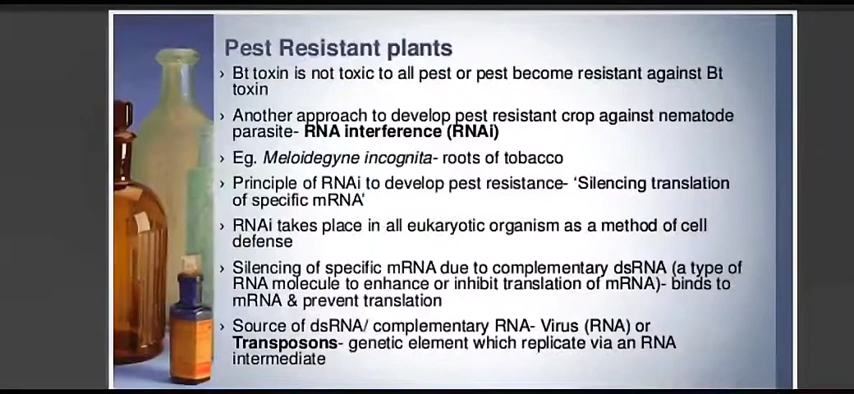 Pest Resistant plants
› Bt toxin is not toxic to all pest or pest become resistant against Bt
toxin
› Another approach to develop pest resistant crop against nematode
parasite- RNA interference (RNAi)
› Eg. Meloidegyne incognita- roots of tobacco
› Principle of RNAi to develop pest resistance- ‘Silencing translation
of specific mRNA‘
› RNAi takes place in all eukaryotic organism as a method of cell
defense
› Silencing of specific mRNA due to complementary dsRNA (a type of
RNA molecule to enhance or inhibit translation of mRNA)- binds to
mRNA & prevent translation
› Source of dsRNA/ complementary RNA- Virus (RNA) or
Transposons- genetic element which replicate via an RNA
intermediate